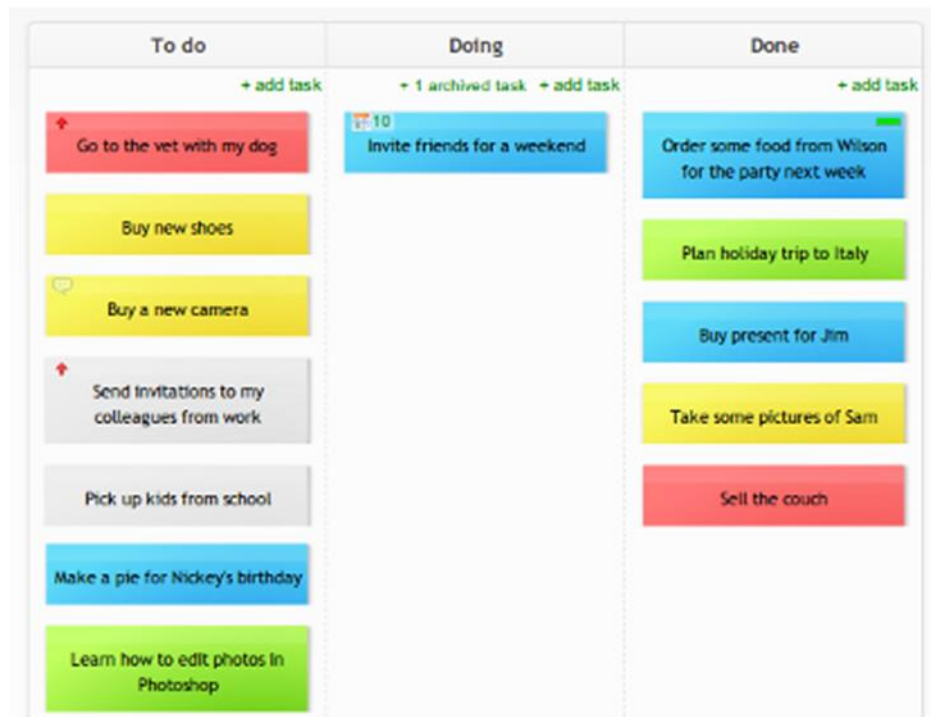 To do
Doing
Done
+ add task
+ 1 archived task + add task
+ add task
Go to the vet with my dog
Buy new shoes
Buy a new camera
Send invitations to my
colleagues from work
Pick up kids from school
Make a pie for Nickey's birthday
Learn how to edit photos in
Photoshop
10
Invite friends for a weekend
Order some food from Wilson
for the party next week
Plan holiday trip to Italy
Buy present for Jim
Take some pictures of Sam
Sell the couch